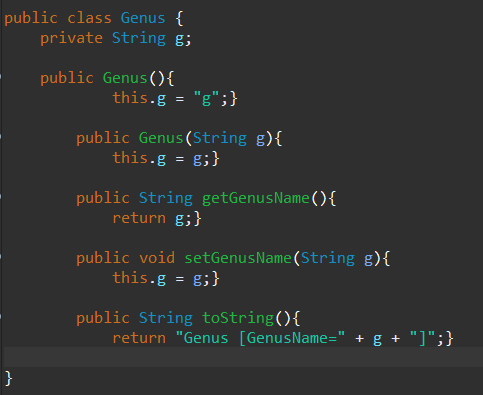 public class Genus {
    private String g;
    public Genus(){
            this.g = "g";}
        public Genus(String g){
            this.g = g;}
        public String getGenusName(){
            return g;}
        public void setGenusName(String g){
            this.g = g;}
        public String toString(){
            return "Genus [GenusName=" + g + "]";}
}